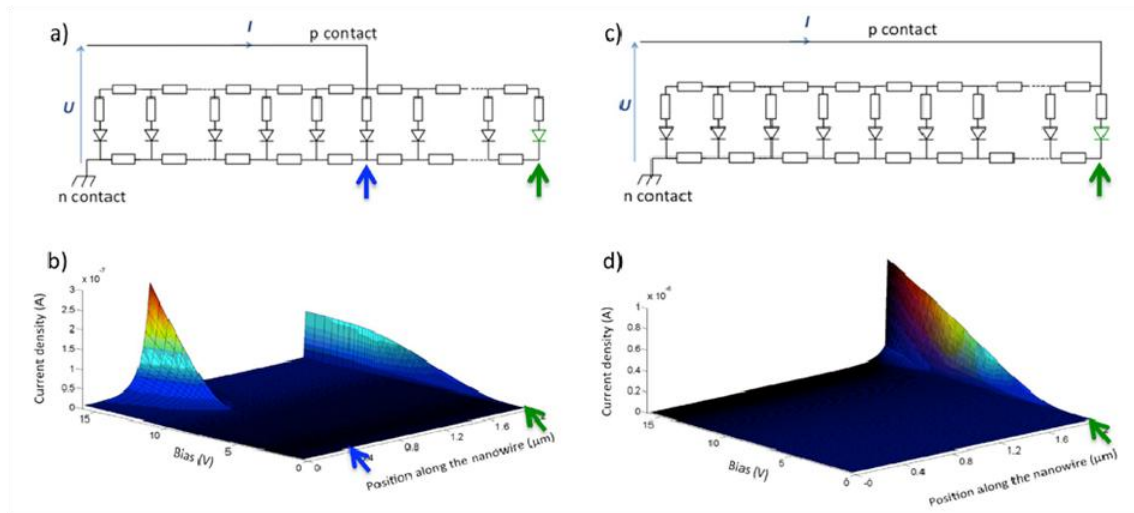 a)
I
p contact
U
n contact
c)
I
p contact
U
n contact
b)
x 10⁻⁷
3
2.5
2
1.5
1
0.5
0
Current density (A)
15
10
5
0
Bias (V)
0
0.8
1.2
1.6
Position along the nanowire (μm)
d)
1
0.8
0.6
0.4
0.2
0
Current density (A)
15
10
5
0
Bias (V)
-0
0.4
0.8
1.2
1.6
Position along the nanowire (μm)